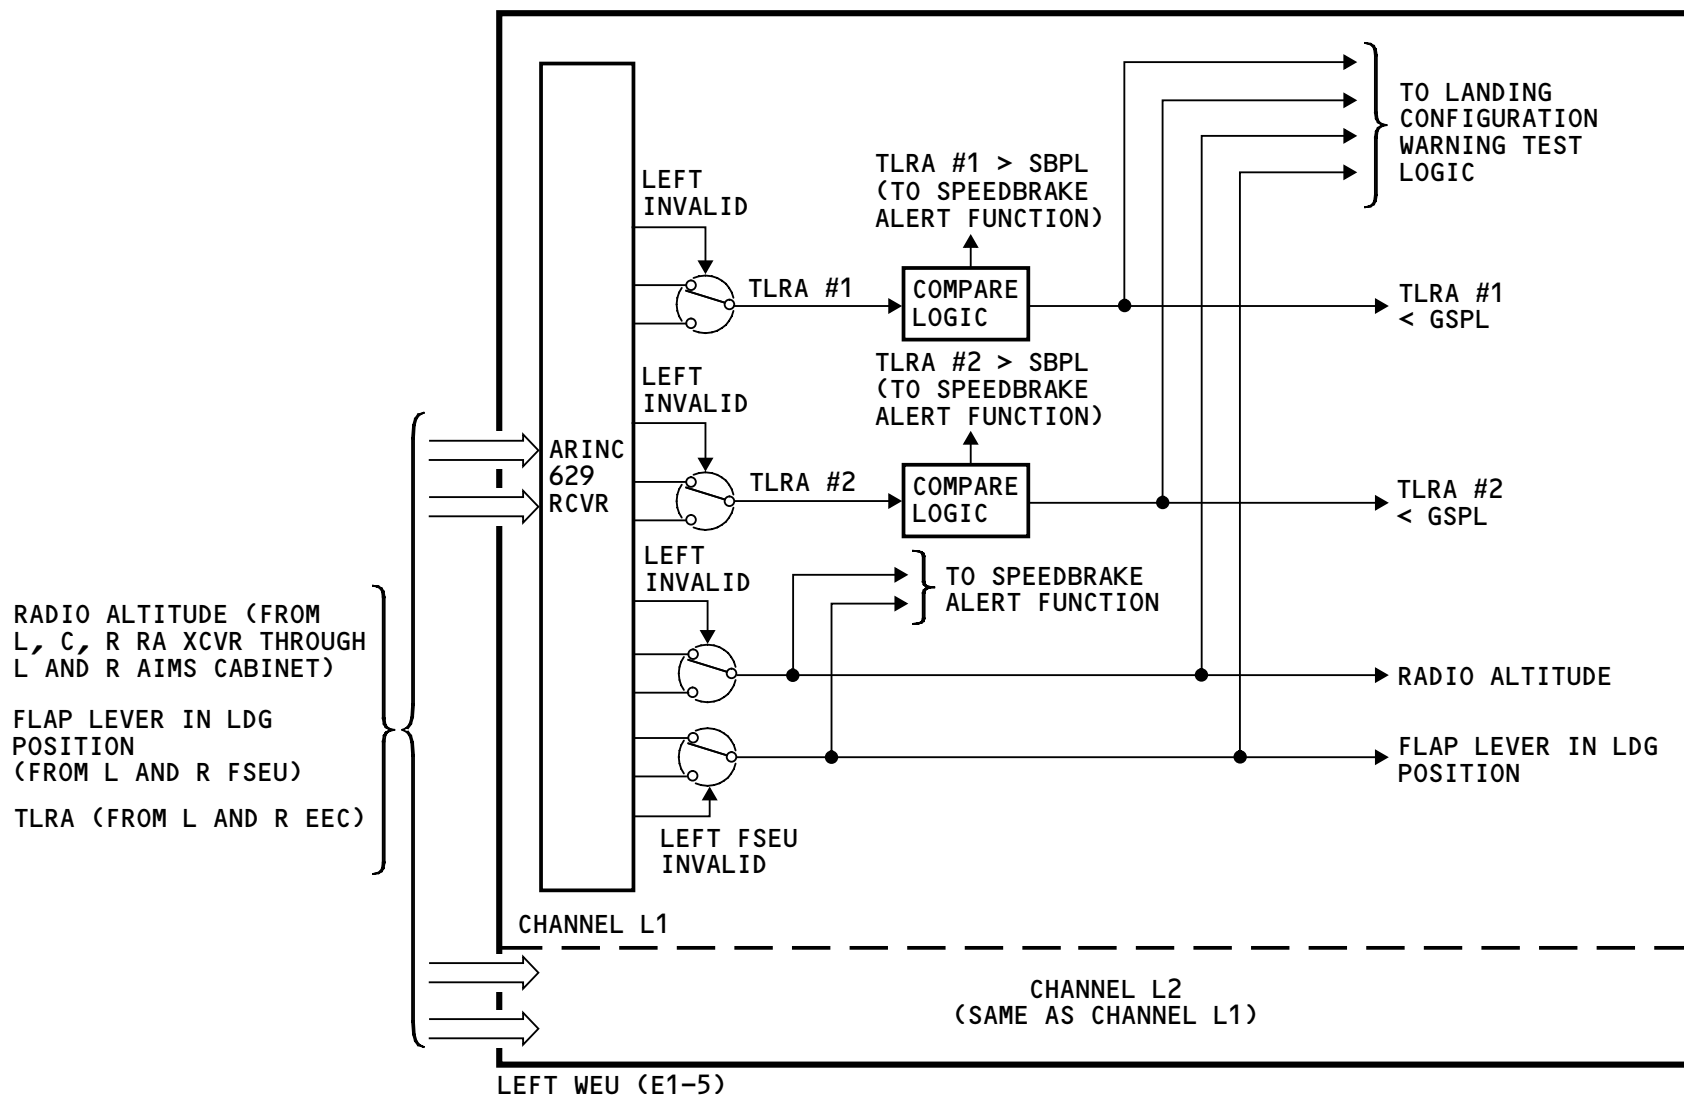 TO LANDING
CONFIGURATION
WARNING TEST
LOGIC
TLRA #1 > SBPL
(TO SPEEDBRAKE
ALERT FUNCTION)
LEFT
INVALID
TLRA #1
COMPARE
LOGIC
TLRA #1
< GSPL
TLRA #2 > SBPL
(TO SPEEDBRAKE
ALERT FUNCTION)
LEFT
INVALID
ARINC
629
RCVR
TLRA #2
COMPARE
LOGIC
TLRA #2
< GSPL
LEFT
INVALID
TO SPEEDBRAKE
ALERT FUNCTION
RADIO ALTITUDE (FROM
L, C, R RA XCVR THROUGH
L AND R AIMS CABINET)
FLAP LEVER IN LDG
POSITION
(FROM L AND R FSEU)
TLRA (FROM L AND R EEC)
RADIO ALTITUDE
FLAP LEVER IN LDG
POSITION
LEFT FSEU
INVALID
CHANNEL L1
CHANNEL L2
(SAME AS CHANNEL L1)
LEFT WEU (E1-5)